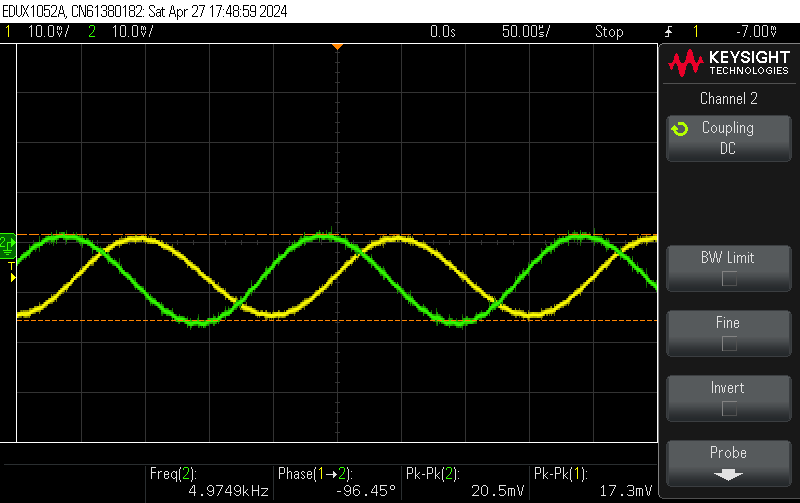 EDUX1052A, CN61380182: Sat Apr 27 17:48:59 2024
1 10.0V/ 2 10.0V/ 0.0s 50.00s/ Stop 1 -7.00V
KEYSIGHT
TECHNOLOGIES
Channel 2
Coupling
DC
2
T
BW Limit
Fine
Invert
Probe
Freq(2): Phase(1→2): Pk-Pk(2): Pk-Pk(1):
4.9749kHz -96.45° 20.5mV 17.3mV